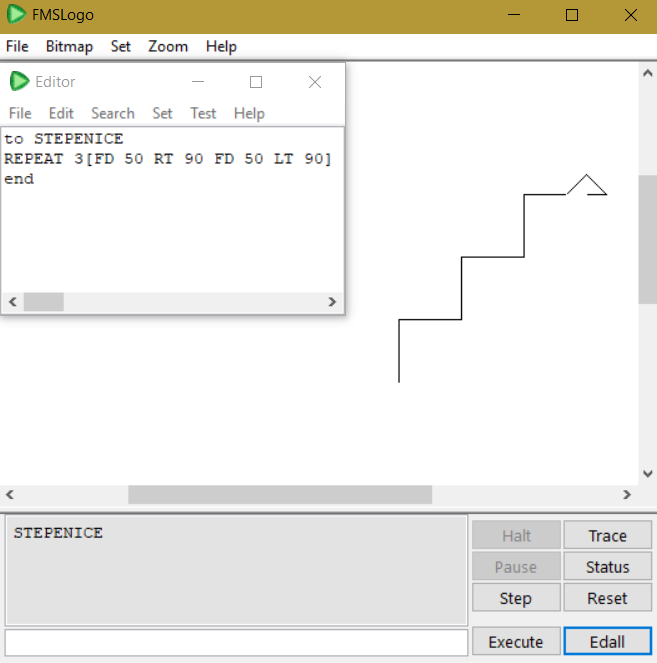 FMSLogo
File Bitmap Set Zoom Help
Editor
File Edit Search Set Test Help
to STEPENICE
REPEAT 3[FD 50 RT 90 FD 50 LT 90]
end
STEPENICE
Halt Trace
Pause Status
Step Reset
Execute Edall